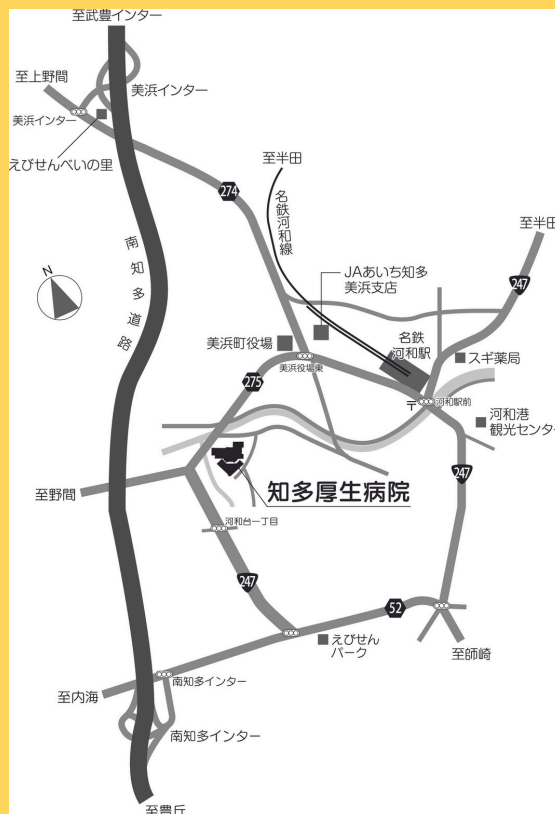 至武豊インター
至上野間
美浜インター
美浜インター
えびせんべいの里
274
至半田
名鉄河和線
至半田
247
南知多道路
N
JAあいち知多
美浜支店
美浜町役場
美浜役場東
名鉄
河和駅
スギ薬局
275
〒
河和駅前
河和港
観光センター
至野間
知多厚生病院
247
河和台一丁目
247
52
えびせん
パーク
至師崎
至内海
南知多インター
南知多インター
至豊丘